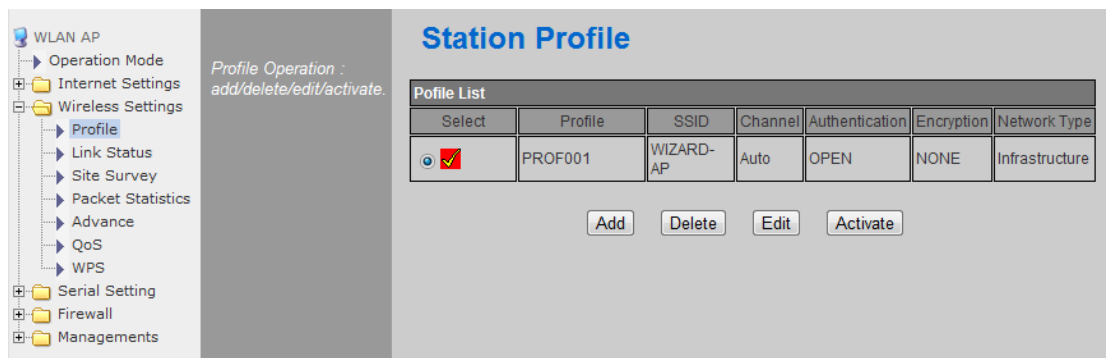 WLAN AP
Operation Mode
Internet Settings
Wireless Settings
Profile
Link Status
Site Survey
Packet Statistics
Advance
QoS
WPS
Serial Setting
Firewall
Managements
Profile Operation :
add/delete/edit/activate.
Station Profile
Pofile List
Select Profile SSID Channel Authentication Encryption Network Type
PROF001 WIZARD-AP Auto OPEN NONE Infrastructure
Add Delete Edit Activate